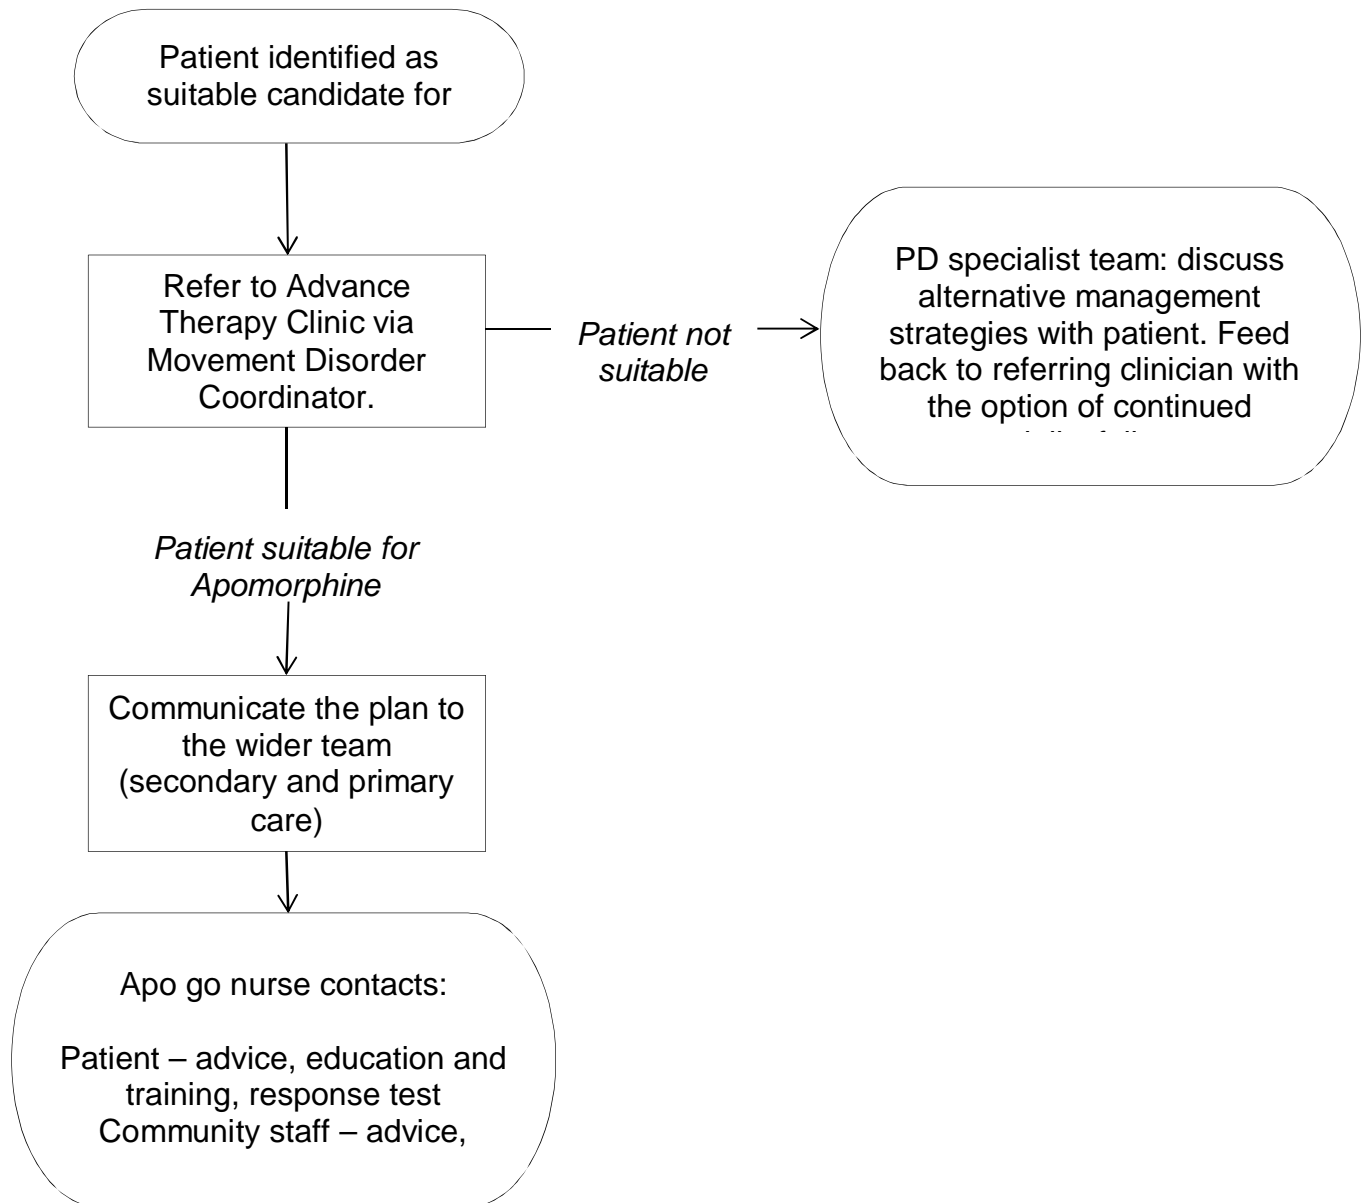 Patient identified as
suitable candidate for
Refer to Advance
Therapy Clinic via
Movement Disorder
Coordinator.
Patient not
suitable
PD specialist team: discuss
alternative management
strategies with patient. Feed
back to referring clinician with
the option of continued
Patient suitable for
Apomorphine
Communicate the plan to
the wider team
(secondary and primary
care)
Apo go nurse contacts:
Patient – advice, education and
training, response test
Community staff – advice,